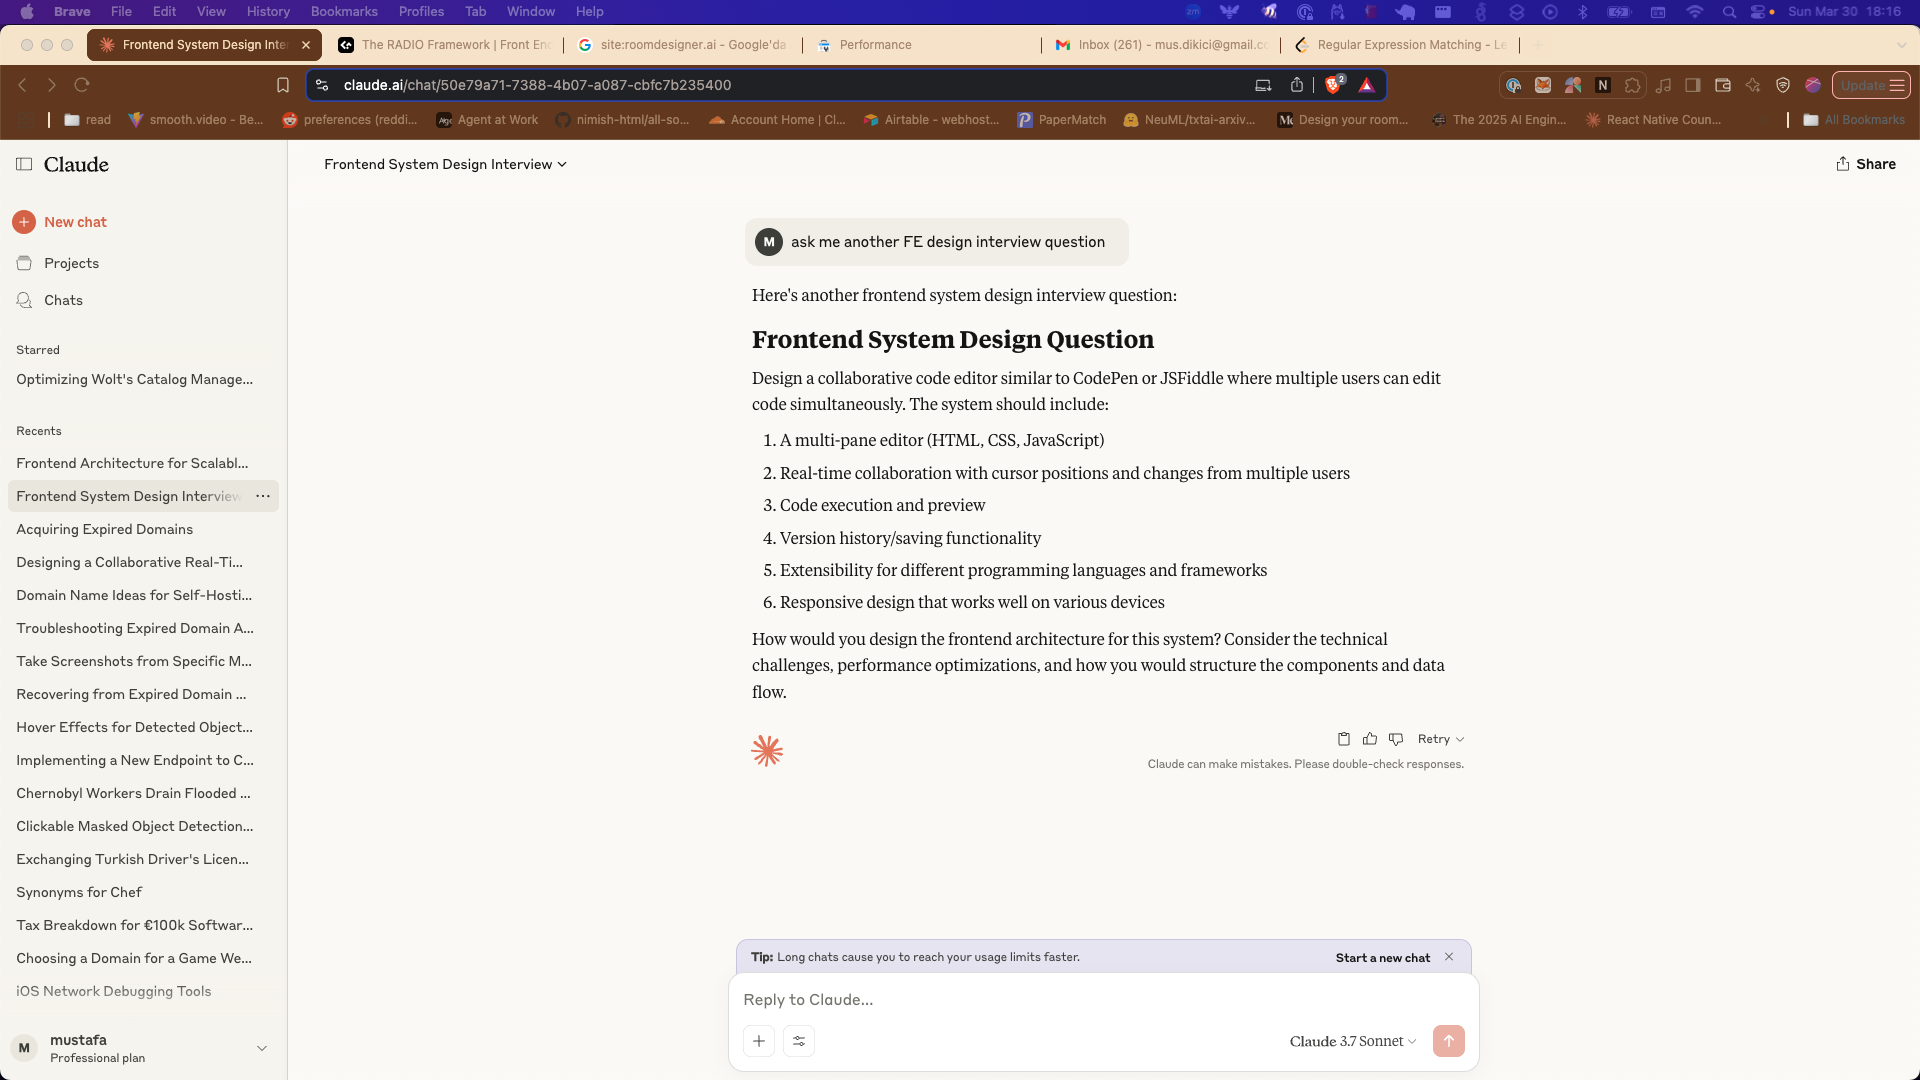 Brave File Edit View History Bookmarks Profiles Tab Window Help Sun Mar 30 18:16
Frontend System Design Inte The RADIO Framework | Front En site:roomdesigner.ai - Google'da Performance Inbox (261) - mus.dikici@gmail.co Regular Expression Matching - Le
claude.ai/chat/50e79a71-7388-4b07-a087-cbfc7b235400 2 Update
read smooth.video - Be... preferences (reddi... Agent at Work nimish-html/all-so... Account Home | Cl... Airtable - webhost... PaperMatch NeuML/txtai-arxiv... Design your room... The 2025 AI Engin... React Native Coun... All Bookmarks
Claude
New chat
Projects
Chats
Starred
Optimizing Wolt's Catalog Manage...
Recents
Frontend Architecture for Scalabl...
Frontend System Design Interview
Acquiring Expired Domains
Designing a Collaborative Real-Ti...
Domain Name Ideas for Self-Hosti...
Troubleshooting Expired Domain A...
Take Screenshots from Specific M...
Recovering from Expired Domain ...
Hover Effects for Detected Object...
Implementing a New Endpoint to C...
Chernobyl Workers Drain Flooded ...
Clickable Masked Object Detection...
Exchanging Turkish Driver's Licen...
Synonyms for Chef
Tax Breakdown for €100k Softwar...
Choosing a Domain for a Game We...
iOS Network Debugging Tools
M mustafa
Professional plan
Frontend System Design Interview
Share
M ask me another FE design interview question
Here's another frontend system design interview question:
Frontend System Design Question
Design a collaborative code editor similar to CodePen or JSFiddle where multiple users can edit
code simultaneously. The system should include:
1. A multi-pane editor (HTML, CSS, JavaScript)
2. Real-time collaboration with cursor positions and changes from multiple users
3. Code execution and preview
4. Version history/saving functionality
5. Extensibility for different programming languages and frameworks
6. Responsive design that works well on various devices
How would you design the frontend architecture for this system? Consider the technical
challenges, performance optimizations, and how you would structure the components and data
flow.
Retry
Claude can make mistakes. Please double-check responses.
Tip: Long chats cause you to reach your usage limits faster. Start a new chat
Reply to Claude...
Claude 3.7 Sonnet